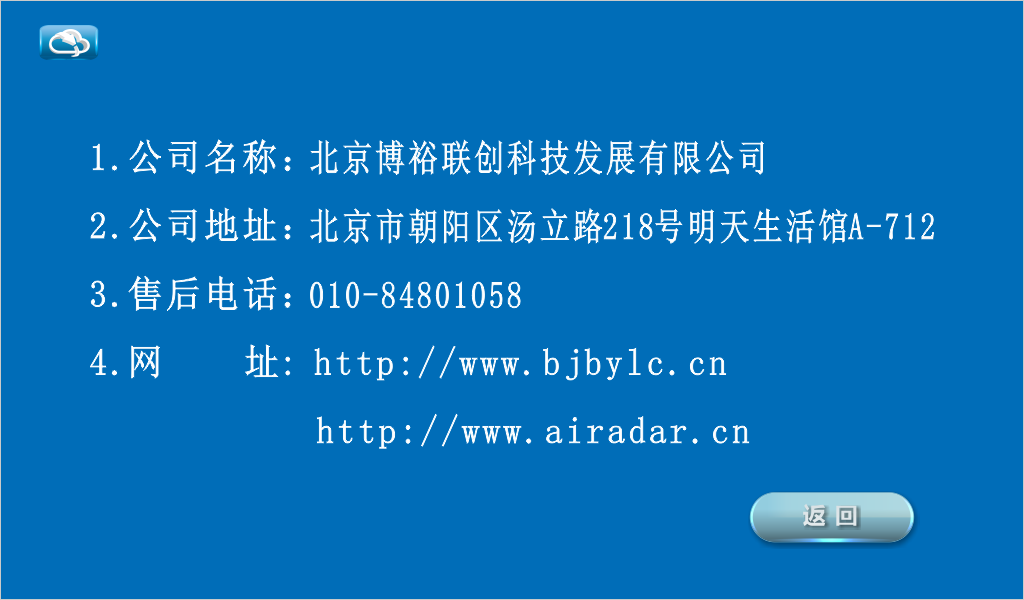 1.公司名称：北京博裕联创科技发展有限公司
2.公司地址：北京市朝阳区汤立路218号明天生活馆A-712
3.售后电话：010-84801058
4.网　　址: http://www.bjbylc.cn
http://www.airadar.cn
返回